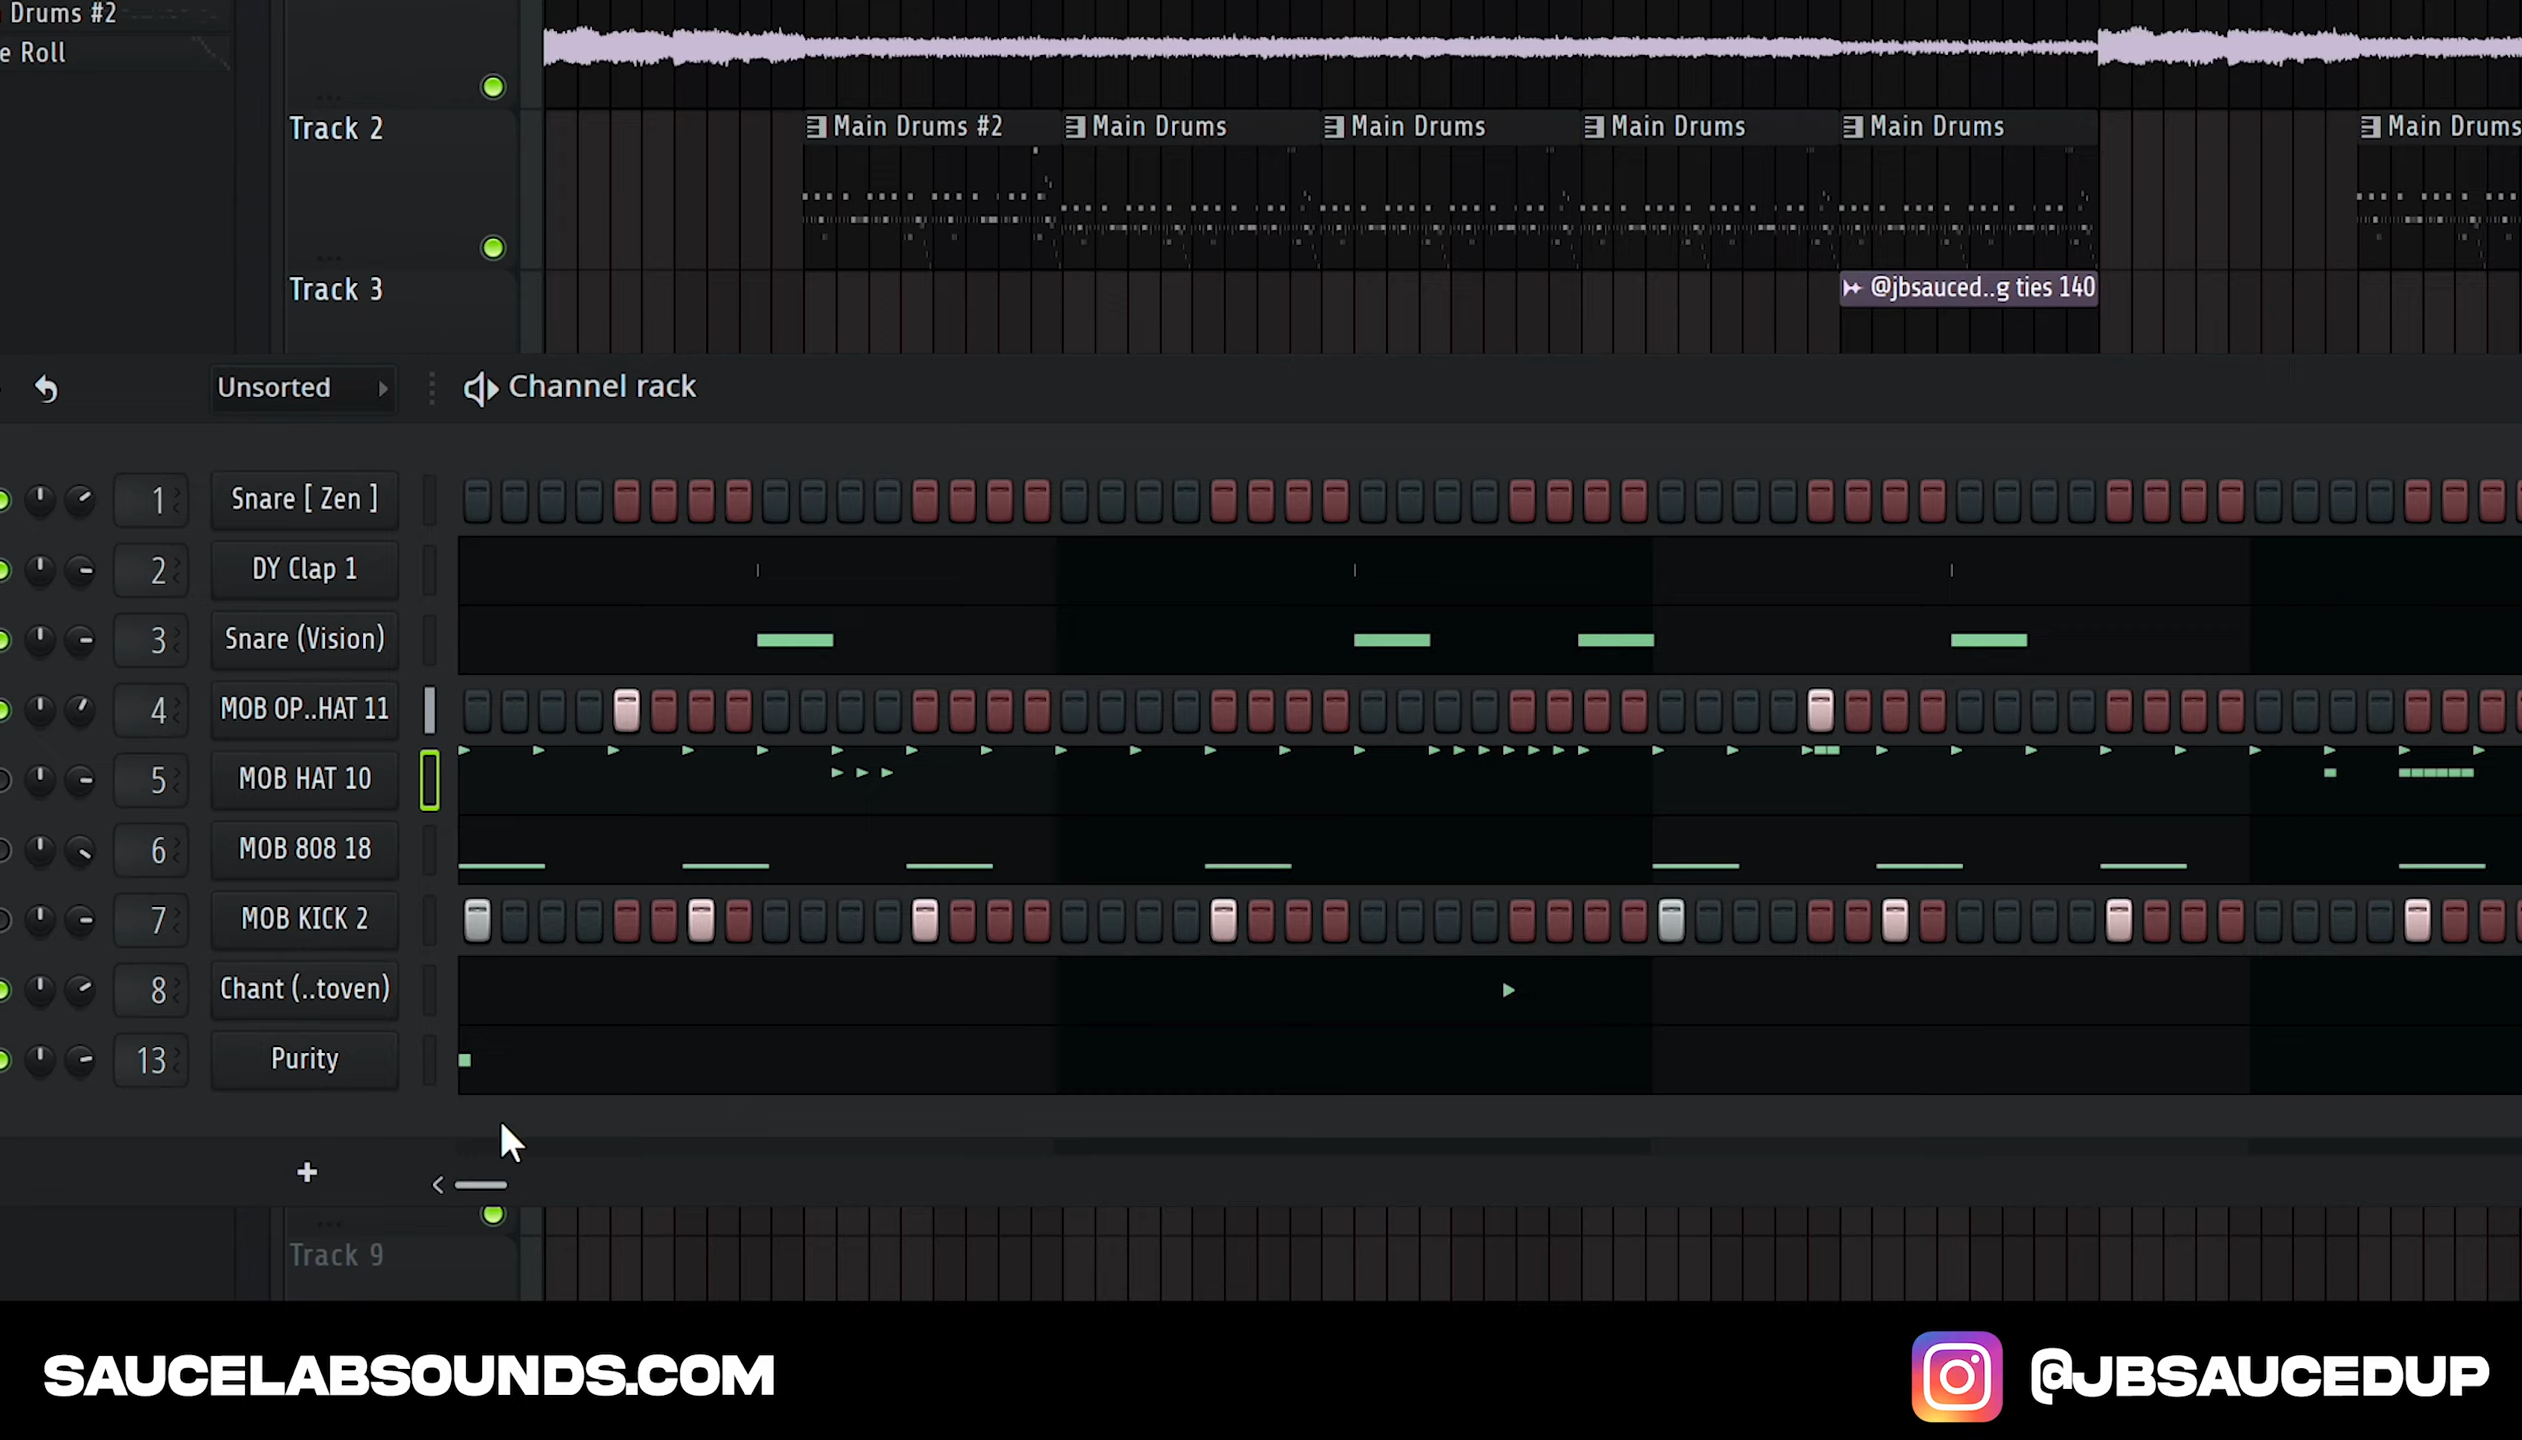 Drums #2
e Roll
Track 2
Main Drums #2
Main Drums
Main Drums
Main Drums
Main Drums
Main Drums
Track 3
@jbsauced..g ties 140
Unsorted
Channel rack
1
Snare [ Zen ]
2
DY Clap 1
3
Snare (Vision)
4
MOB OP..HAT 11
5
MOB HAT 10
6
MOB 808 18
7
MOB KICK 2
8
Chant (..toven)
13
Purity
+
<
Track 9
SAUCELABSOUNDS.COM
@JBSAUCEDUP